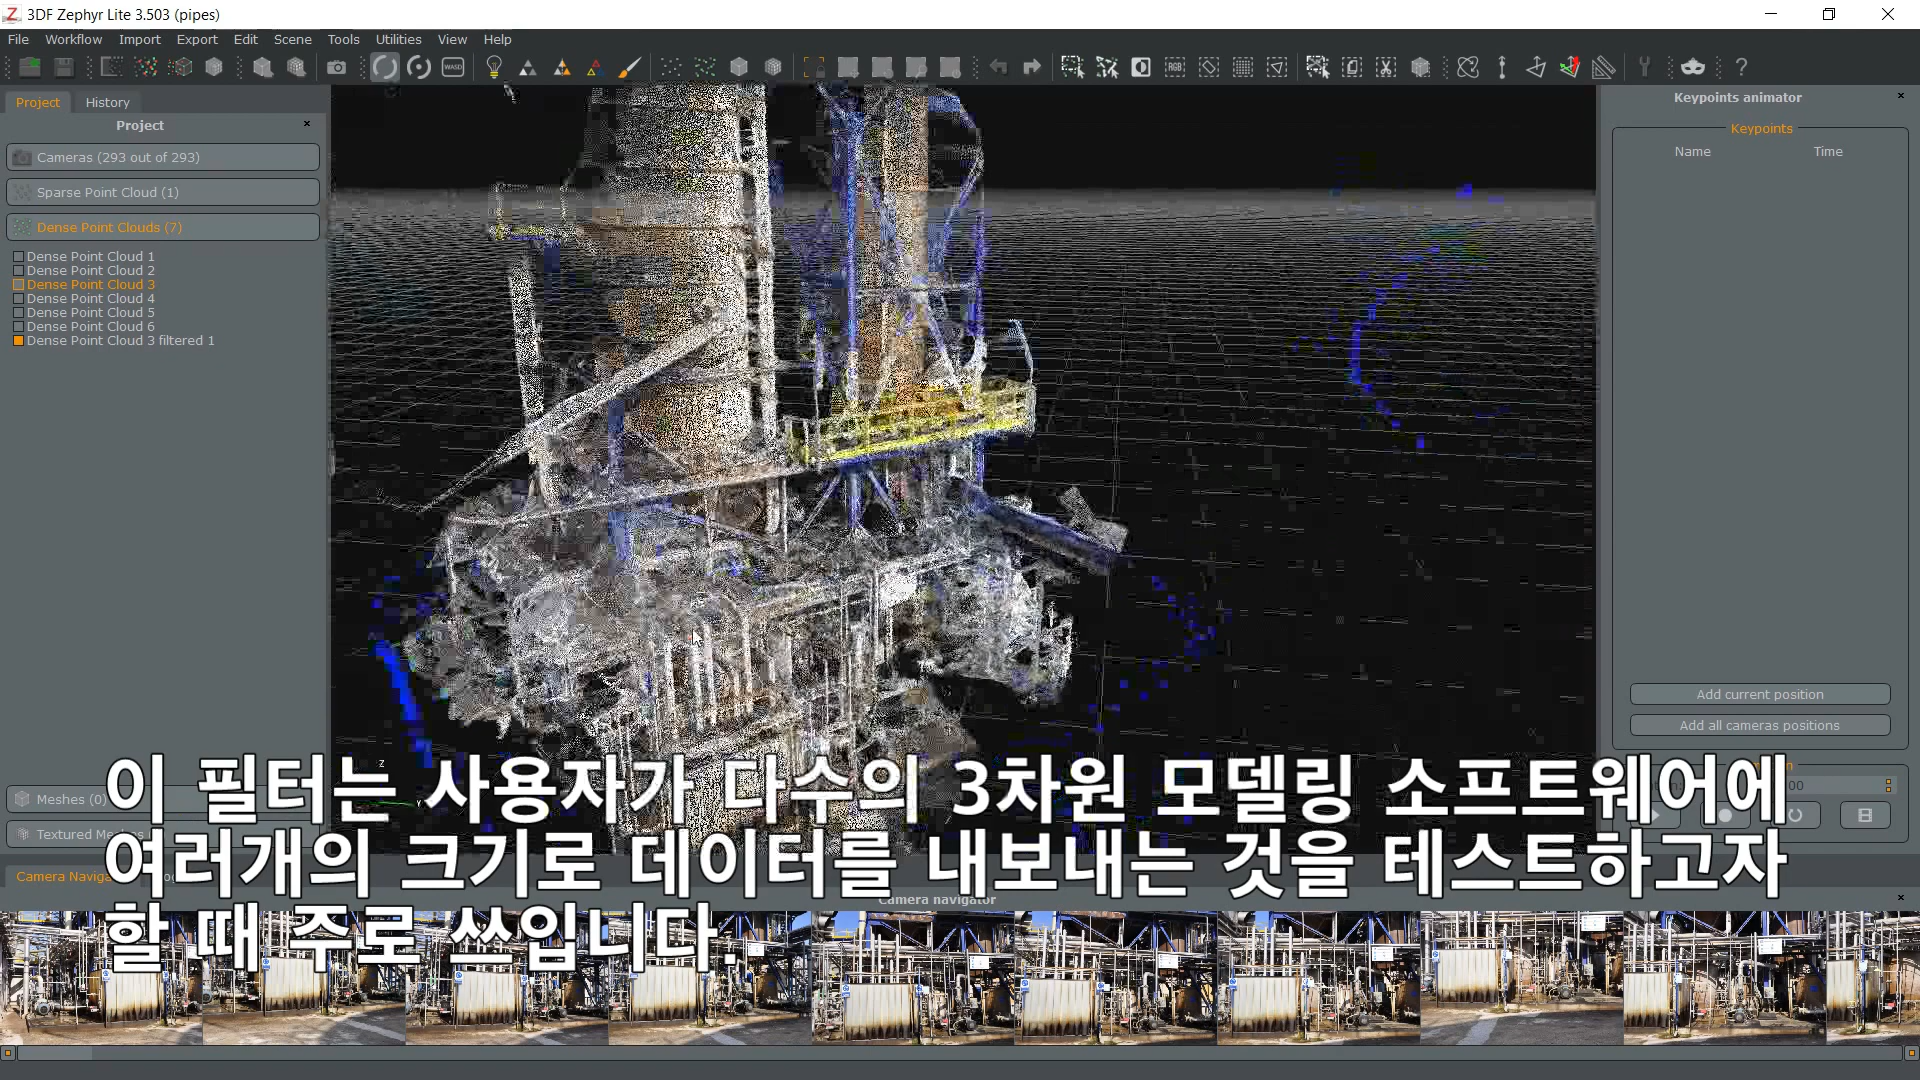 3DF Zephyr Lite 3.503 (pipes)
File Workflow Import Export Edit Scene Tools Utilities View Help
WASD
RGB
Project History
Project
Cameras (293 out of 293)
Sparse Point Cloud (1)
Dense Point Clouds (7)
Dense Point Cloud 1
Dense Point Cloud 2
Dense Point Cloud 3
Dense Point Cloud 4
Dense Point Cloud 5
Dense Point Cloud 6
Dense Point Cloud 3 filtered 1
Meshes (0)
Textured
Keypoints animator
Keypoints
Name Time
Add current position
Add all cameras positions
이 필터는 사용자가 다수의 3차원 모델링 소프트웨어에
여러개의 크기로 데이터를 내보내는 것을 테스트하고자
할 때 주로 쓰입니다.
Camera
Camera navigator